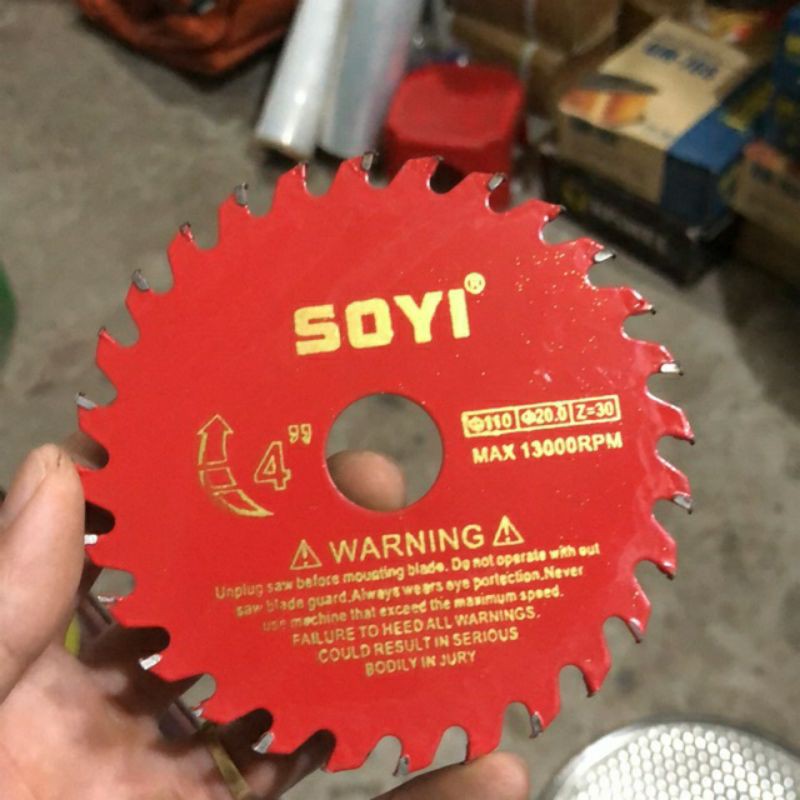 SOYI®
Φ110 Φ20.0 Z=30
MAX 13000RPM
4"
⚠ WARNING ⚠
Unplug saw before mounting blade. Do not operate with out
saw blade guard.Always wears eye portection.Never
use machine that exceed the maximum speed.
FAILURE TO HEED ALL WARNINGS.
COULD RESULT IN SERIOUS
BODILY IN JURY